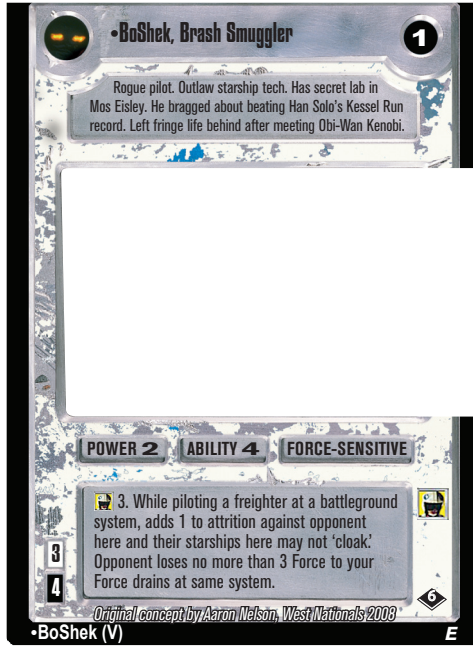 •BoShek, Brash Smuggler
1
Rogue pilot. Outlaw starship tech. Has secret lab in
Mos Eisley. He bragged about beating Han Solo's Kessel Run
record. Left fringe life behind after meeting Obi-Wan Kenobi.
POWER 2 ABILITY 4 FORCE-SENSITIVE
3. While piloting a freighter at a battleground
system, adds 1 to attrition against opponent
here and their starships here may not 'cloak.'
Opponent loses no more than 3 Force to your
Force drains at same system.
3
4
6
Original concept by Aaron Nelson, West Nationals 2008
•BoShek (V) E